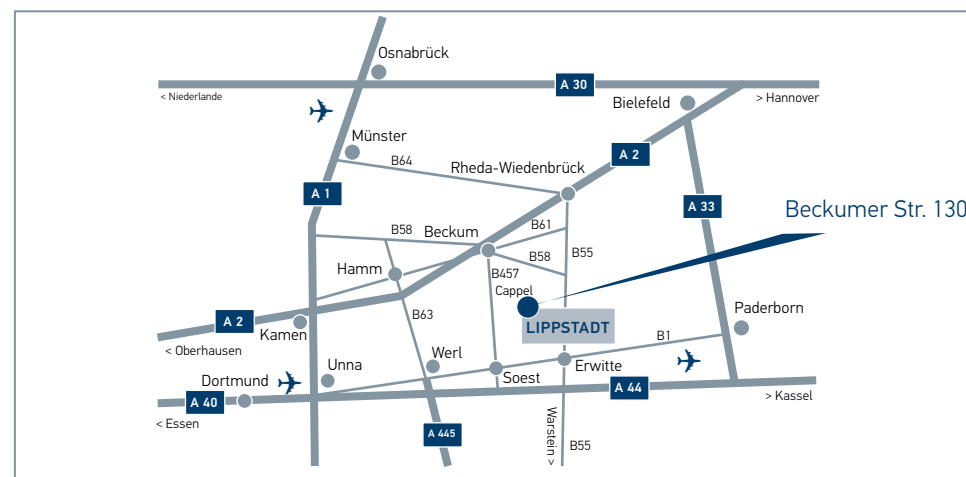 Osnabrück
A 30
< Niederlande
Bielefeld
> Hannover
Münster
B64
Rheda-Wiedenbrück
A 2
A 1
A 33
Beckumer Str. 130
B58
Beckum
B61
B55
B58
Hamm
B457
Cappel
B63
LIPPSTADT
Paderborn
A 2
Kamen
B1
< Oberhausen
Unna
Werl
Erwitte
Dortmund
Soest
A 40
A 44
> Kassel
< Essen
A 445
Warstein >
B55